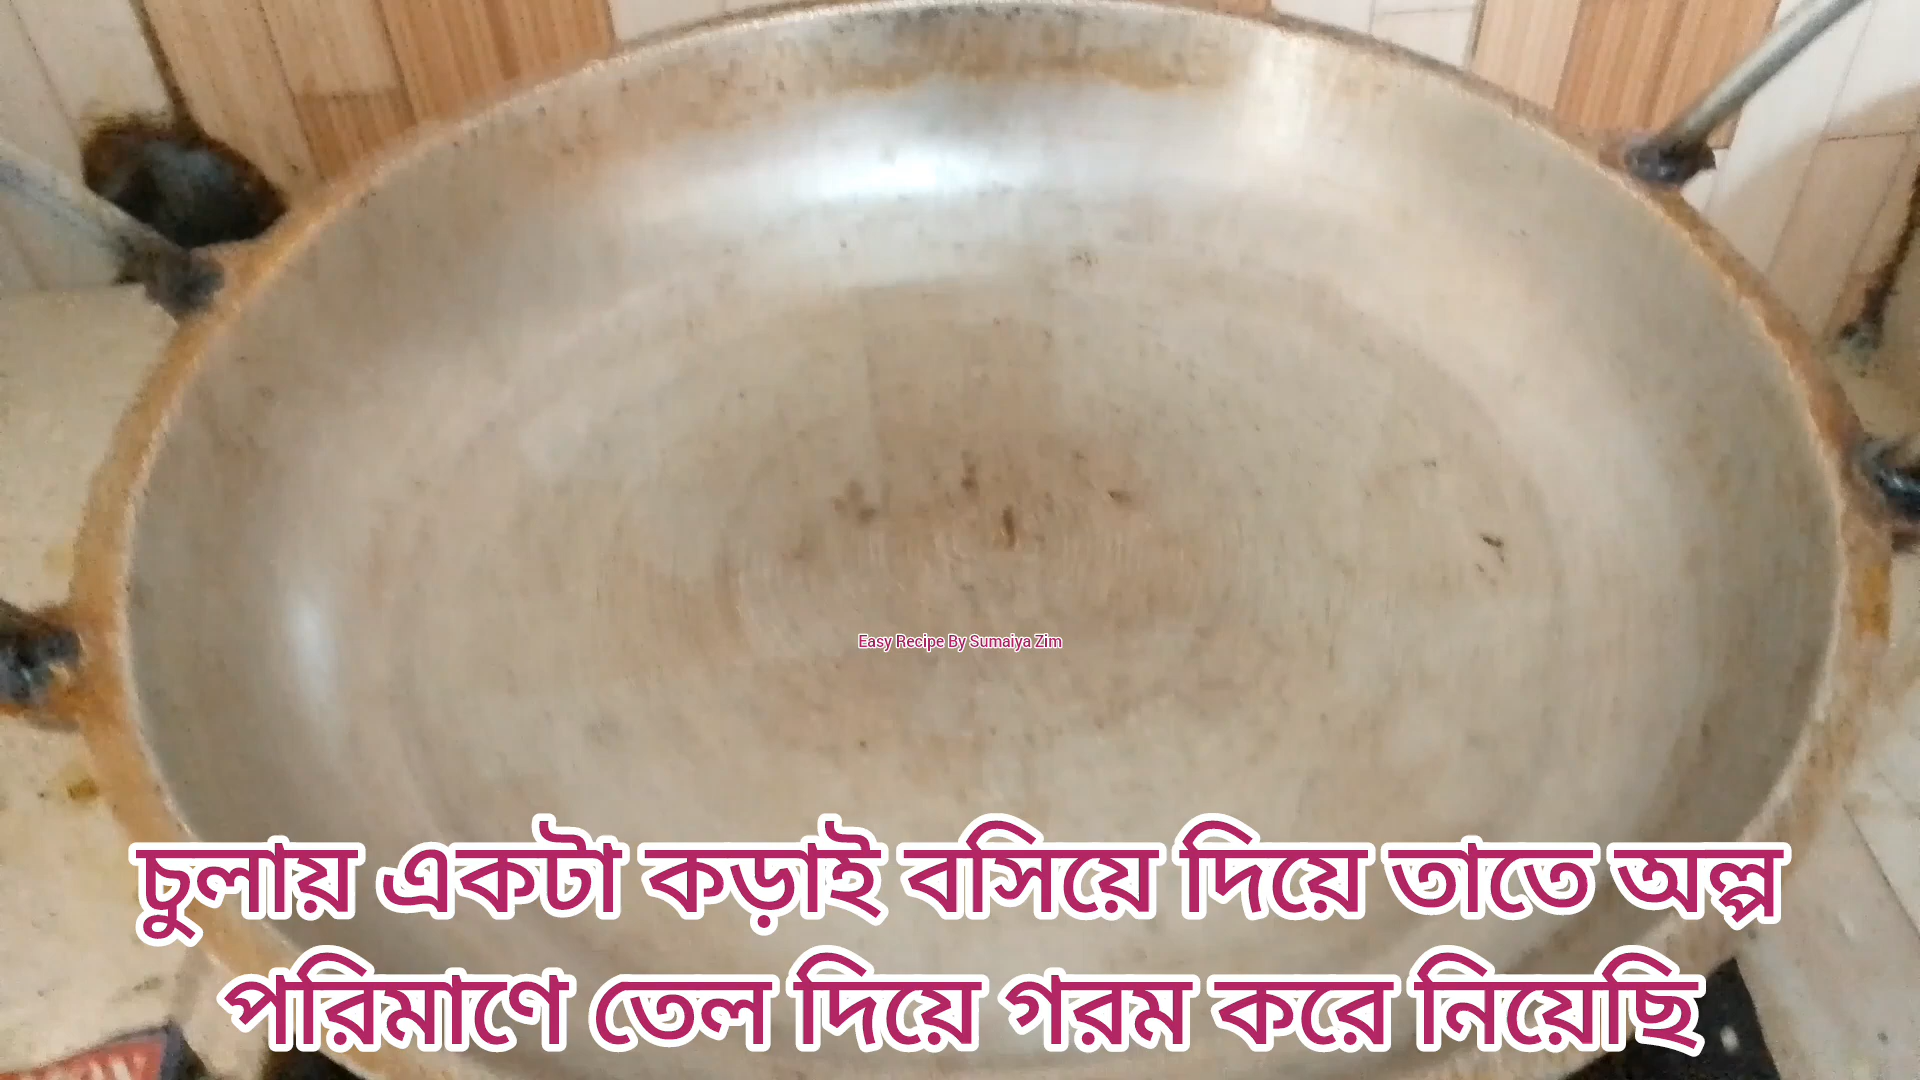 Easy Recipe By Sumaiya Zim
চুলায় একটা কড়াই বসিয়ে দিয়ে তাতে অল্প
পরিমাণে তেল দিয়ে গরম করে নিয়েছি